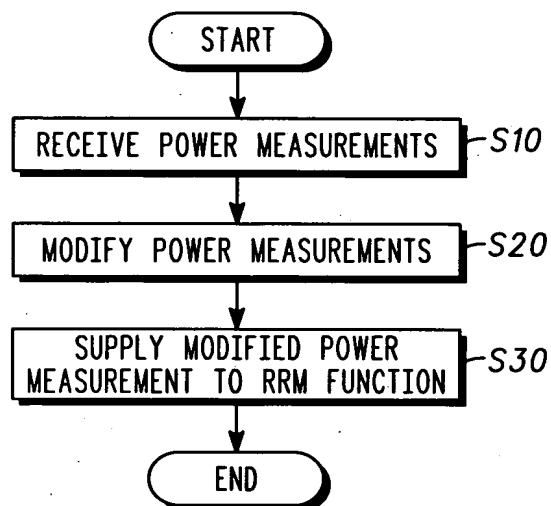 START
RECEIVE POWER MEASUREMENTS S10
MODIFY POWER MEASUREMENTS S20
SUPPLY MODIFIED POWER
MEASUREMENT TO RRM FUNCTION S30
END